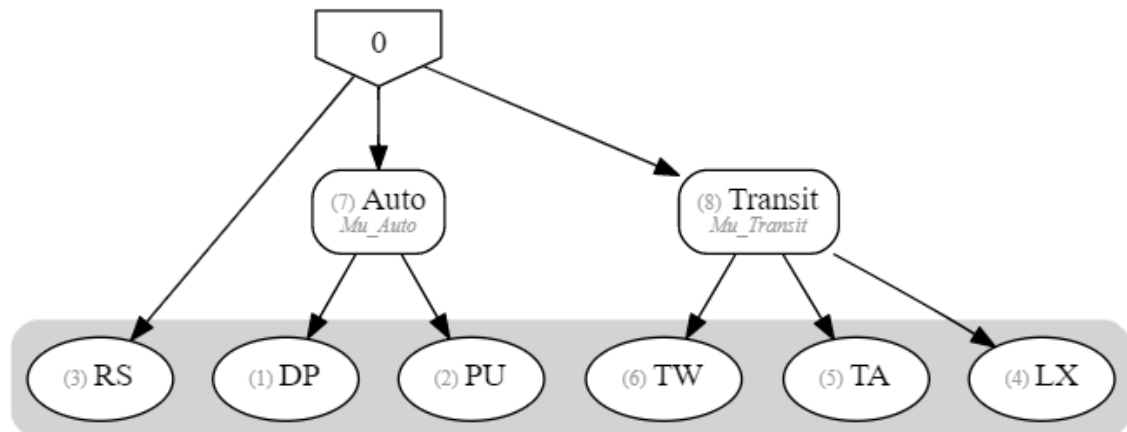 0
(7) Auto
Mu_Auto
(8) Transit
Mu_Transit
(3) RS
(1) DP
(2) PU
(6) TW
(5) TA
(4) LX